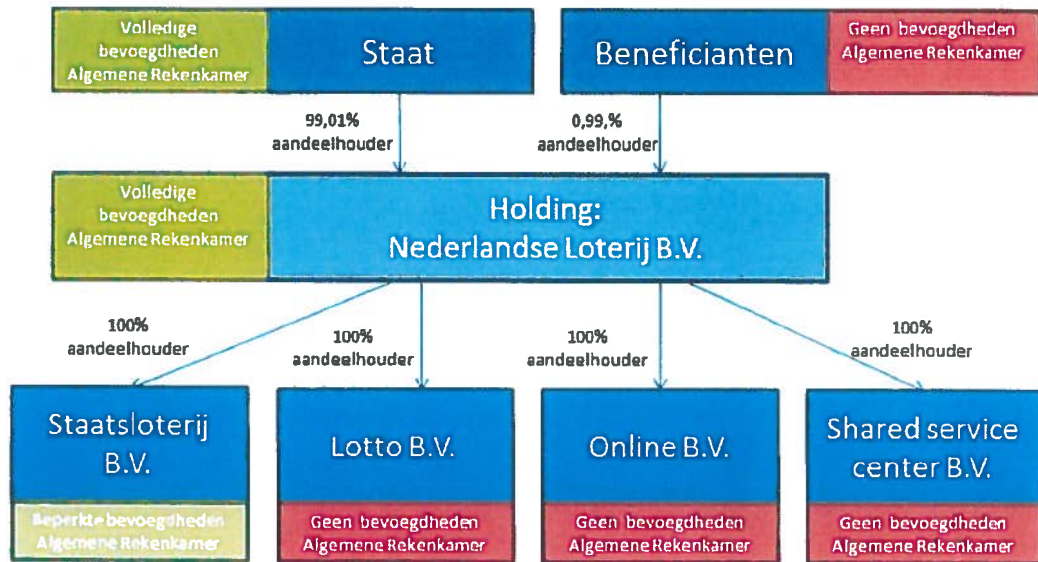 Volledige
bevoegdheden
Algemene Rekenkamer
Staat
Beneficianten
Geen bevoegdheden
Algemene Rekenkamer
99,01%
aandeelhouder
0,99,%
aandeelhouder
Volledige
bevoegdheden
Algemene Rekenkamer
Holding:
Nederlandse Loterij B.V.
100%
aandeelhouder
100%
aandeelhouder
100%
aandeelhouder
100%
aandeelhouder
Staatsloterij
B.V.
Beperkte bevoegdheden
Algemene Rekenkamer
Lotto B.V.
Geen bevoegdheden
Algemene Rekenkamer
Online B.V.
Geen bevoegdheden
Algemene Rekenkamer
Shared service
center B.V.
Geen bevoegdheden
Algemene Rekenkamer